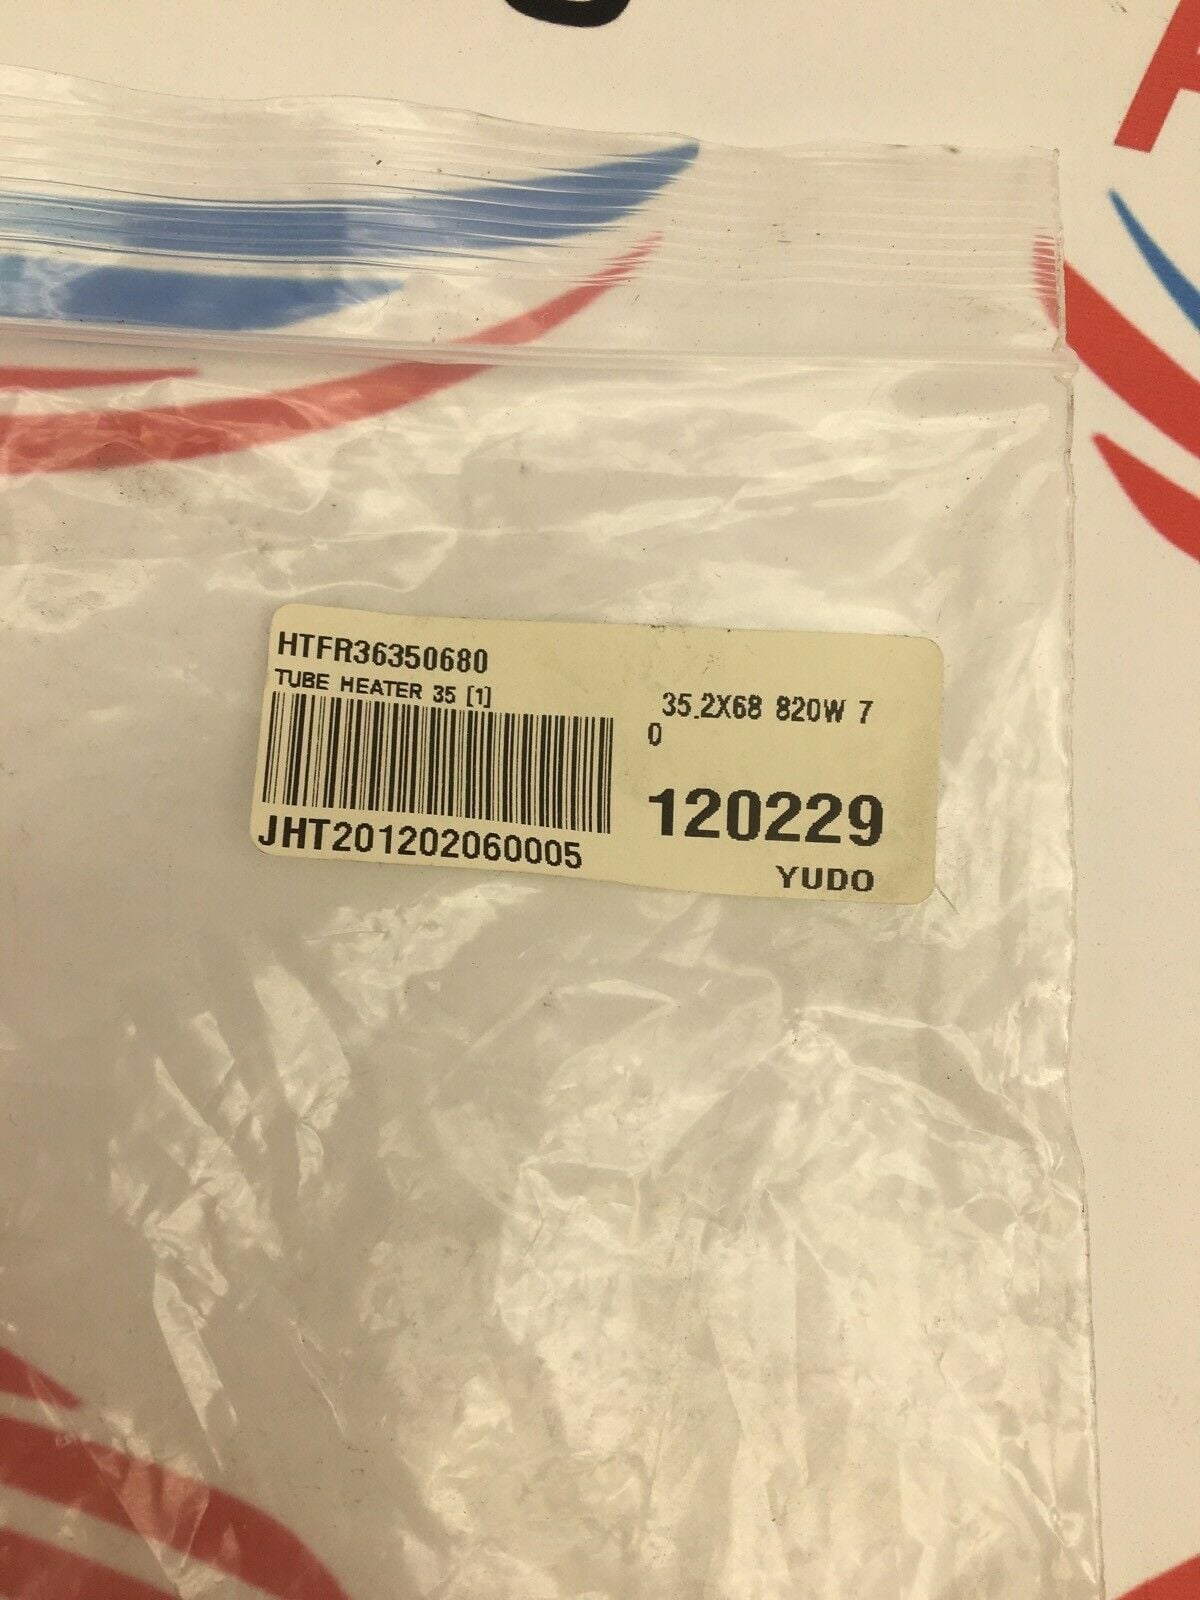 HTFR36350680
TUBE HEATER 35 [1]
35.2X68 820W 7
0
JHT201202060005
120229
YUDO